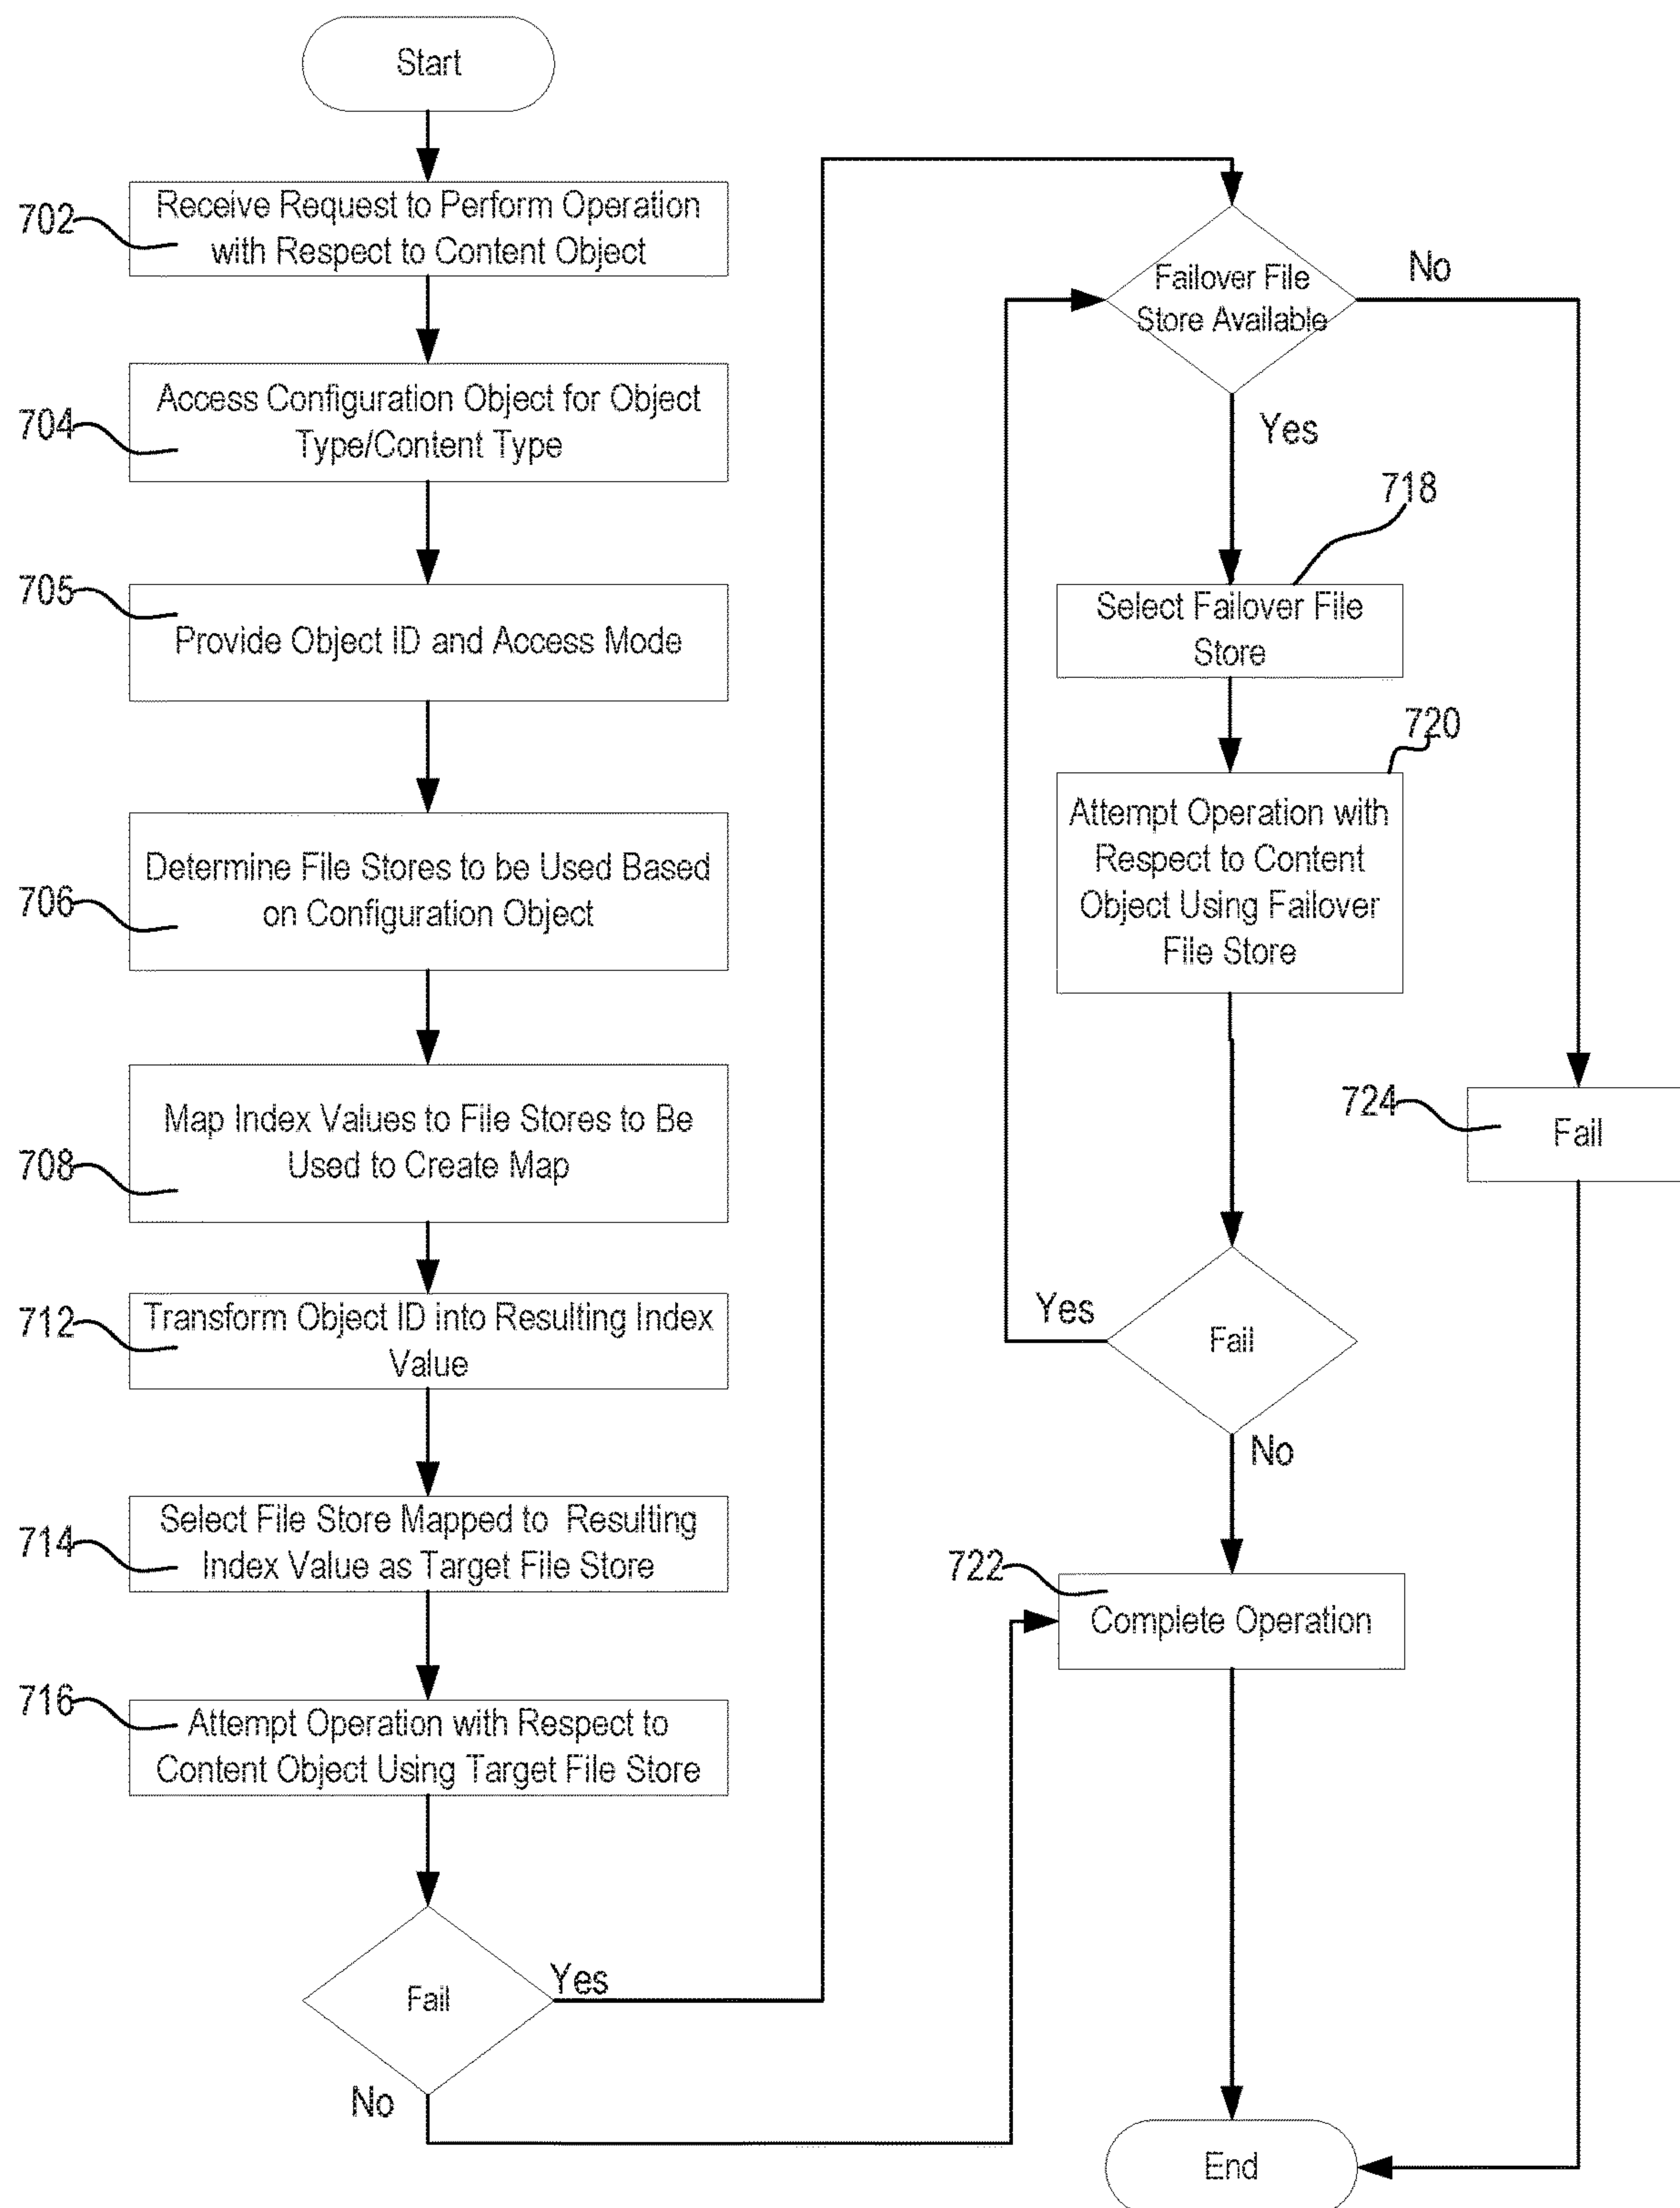 Start
702
Receive Request to Perform Operation
with Respect to Content Object
704
Access Configuration Object for Object
Type/Content Type
705
Provide Object ID and Access Mode
706
Determine File Stores to be Used Based
on Configuration Object
708
Map Index Values to File Stores to Be
Used to Create Map
712
Transform Object ID into Resulting Index
Value
714
Select File Store Mapped to Resulting
Index Value as Target File Store
716
Attempt Operation with Respect to
Content Object Using Target File Store
Fail
Yes
No
Failover File
Store Available
No
Yes
718
Select Failover File
Store
720
Attempt Operation with
Respect to Content
Object Using Failover
File Store
724
Fail
Yes
Fail
No
722
Complete Operation
End